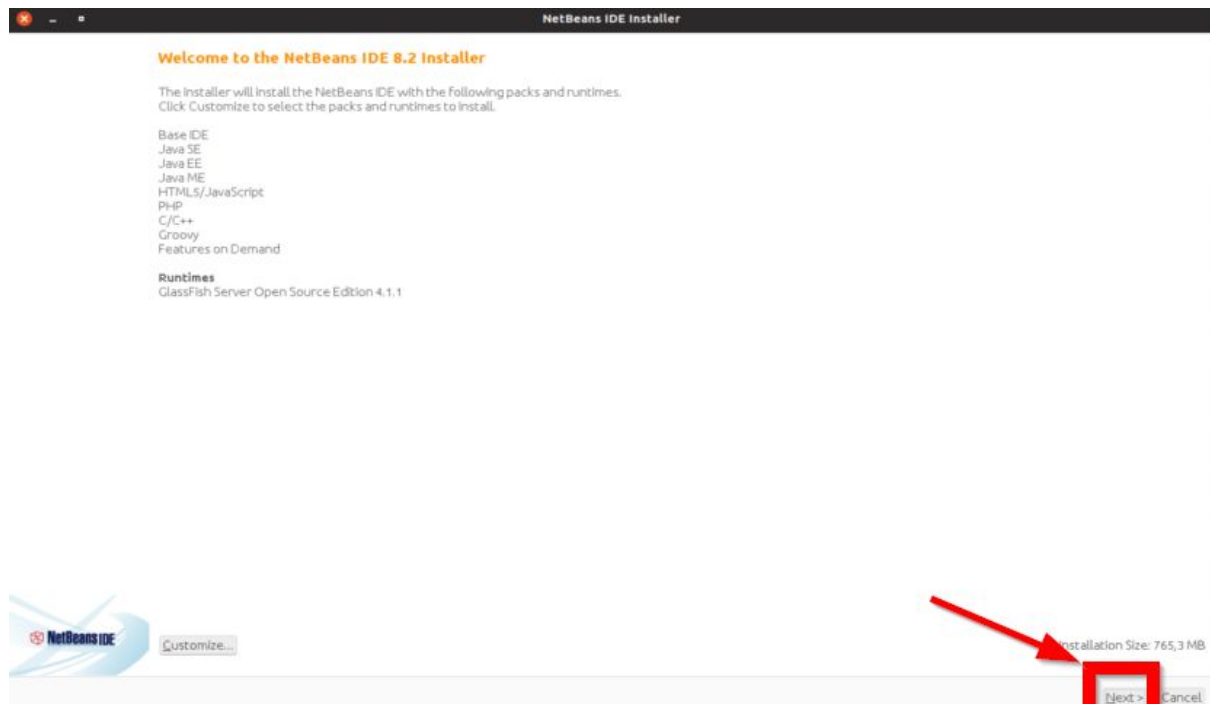 NetBeans IDE Installer
Welcome to the NetBeans IDE 8.2 Installer
The installer will install the NetBeans IDE with the following packs and runtimes.
Click Customize to select the packs and runtimes to install.
Base IDE
Java SE
Java EE
Java ME
HTML5/JavaScript
PHP
C/C++
Groovy
Features on Demand
Runtimes
GlassFish Server Open Source Edition 4.1.1
NetBeans IDE
Customize...
Installation Size: 765,3 MB
Next >
Cancel